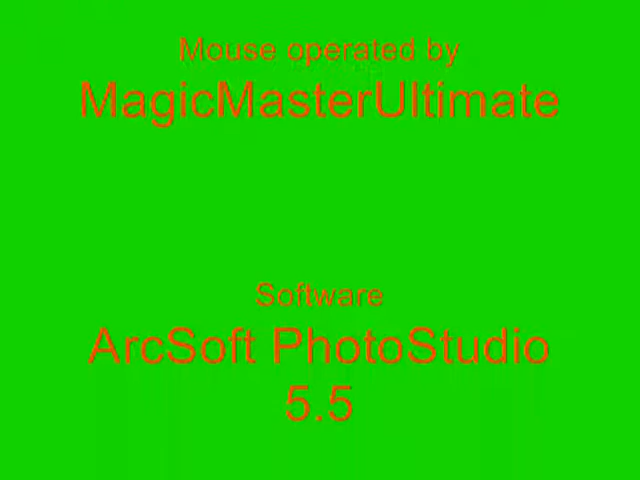 Mouse operated by
MagicMasterUltimate
Software
ArcSoft PhotoStudio
5.5